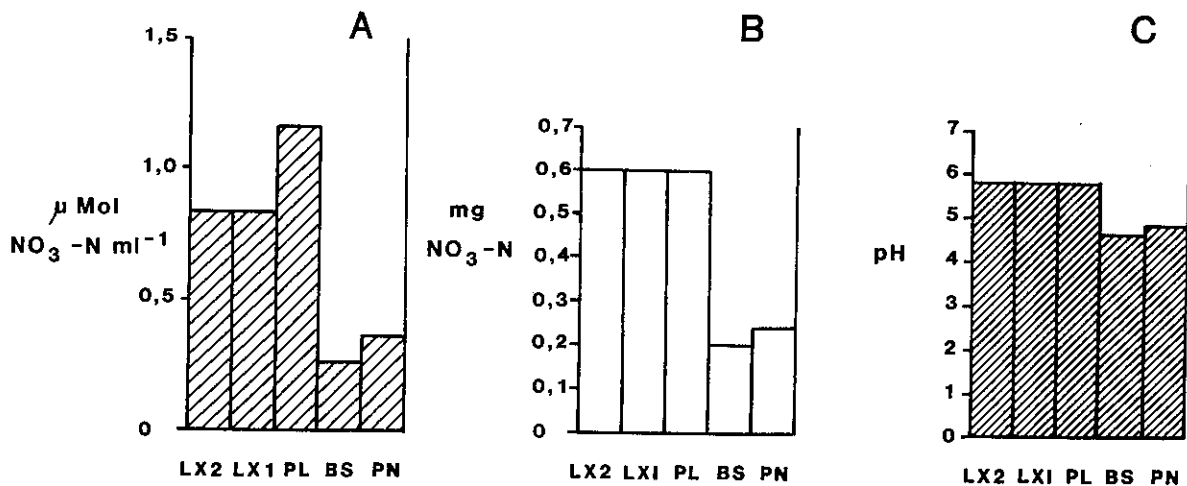 A
1,5
1,0
0,5
0
µ Mol
NO₃ -N ml⁻¹
LX2 LX1 PL BS PN
B
0,7
0,6
0,5
0,4
0,3
0,2
0,1
0
mg
NO₃-N
LX2 LXI PL BS PN
C
7
6
5
4
3
2
1
0
pH
LX2 LXI PL BS PN